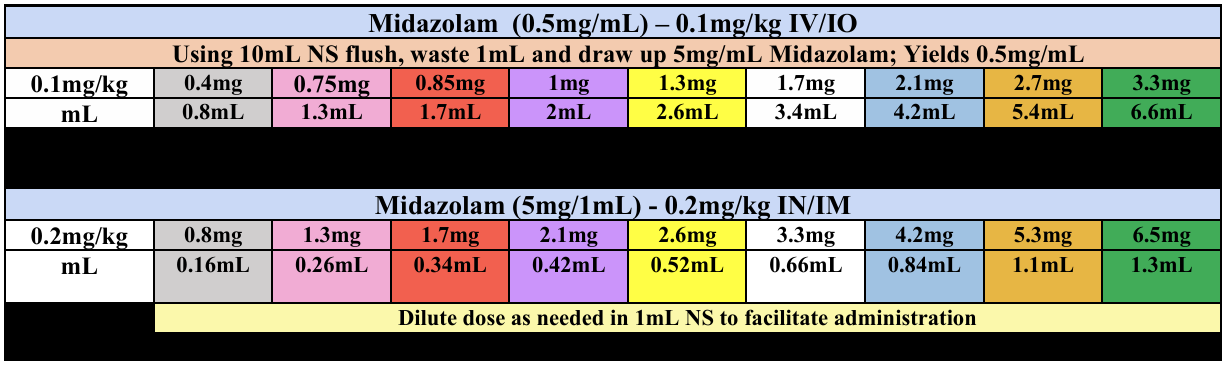 Midazolam (0.5mg/mL) – 0.1mg/kg IV/IO
Using 10mL NS flush, waste 1mL and draw up 5mg/mL Midazolam; Yields 0.5mg/mL
0.1mg/kg 0.4mg 0.75mg 0.85mg 1mg 1.3mg 1.7mg 2.1mg 2.7mg 3.3mg
mL 0.8mL 1.3mL 1.7mL 2mL 2.6mL 3.4mL 4.2mL 5.4mL 6.6mL
Midazolam (5mg/1mL) - 0.2mg/kg IN/IM
0.2mg/kg 0.8mg 1.3mg 1.7mg 2.1mg 2.6mg 3.3mg 4.2mg 5.3mg 6.5mg
mL 0.16mL 0.26mL 0.34mL 0.42mL 0.52mL 0.66mL 0.84mL 1.1mL 1.3mL
Dilute dose as needed in 1mL NS to facilitate administration